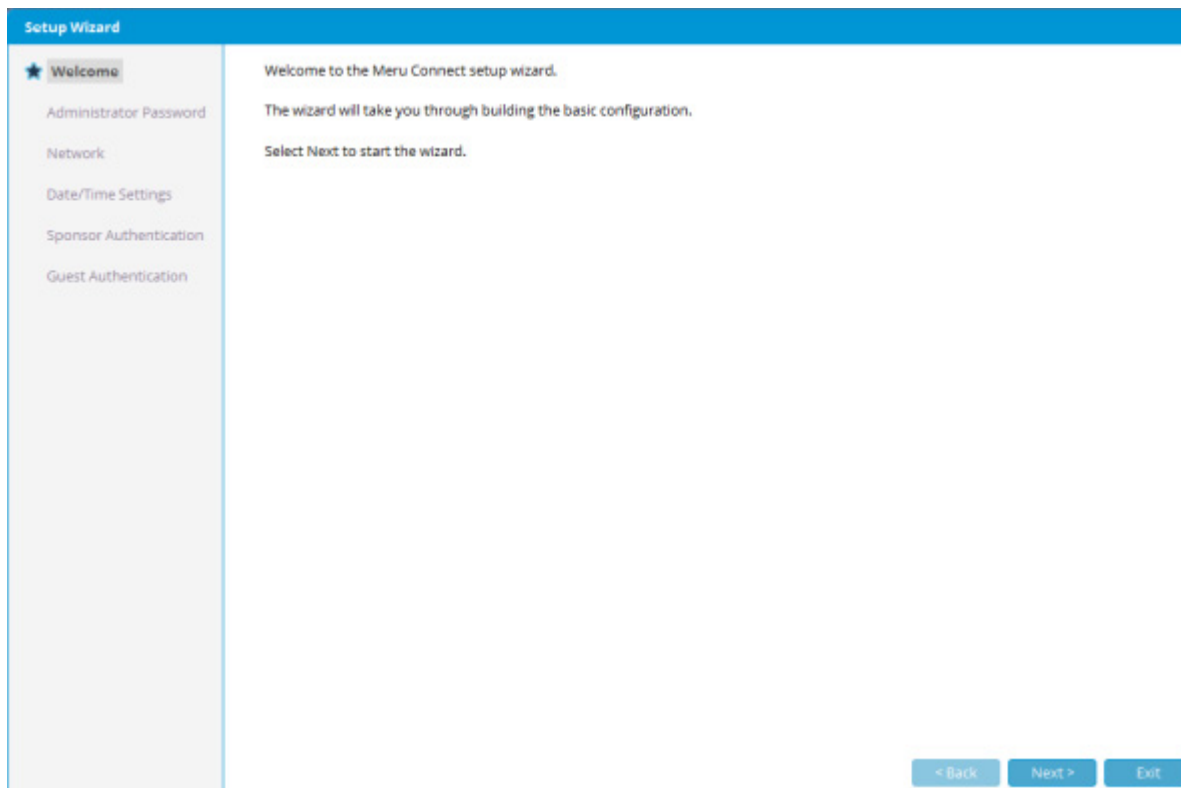 Setup Wizard
Welcome
Administrator Password
Network
Date/Time Settings
Sponsor Authentication
Guest Authentication
Welcome to the Meru Connect setup wizard.
The wizard will take you through building the basic configuration.
Select Next to start the wizard.
< Back
Next >
Exit